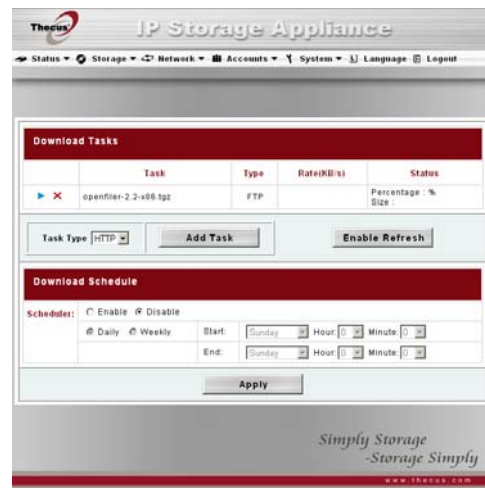 Thecus
IP Storage Appliance
Status Storage Network Accounts System Language Logout
Download Tasks
Task Type Rate(KB/s) Status
openfiler-2.2-x86.tgz FTP Percentage : %
Size :
Task Type HTTP Add Task Enable Refresh
Download Schedule
Scheduler: Enable Disable
Daily Weekly Start: Sunday Hour: 0 Minute: 0
End: Sunday Hour: 0 Minute: 0
Apply
Simply Storage
-Storage Simply
www.thecus.com